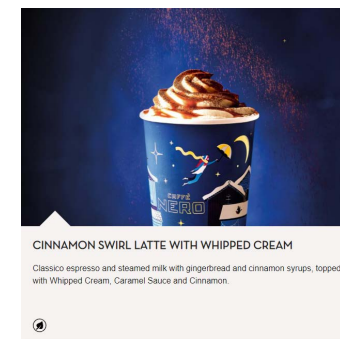 CAFFÈ
NERO
CINNAMON SWIRL LATTE WITH WHIPPED CREAM
Classico espresso and steamed milk with gingerbread and cinnamon syrups, topped
with Whipped Cream, Caramel Sauce and Cinnamon.